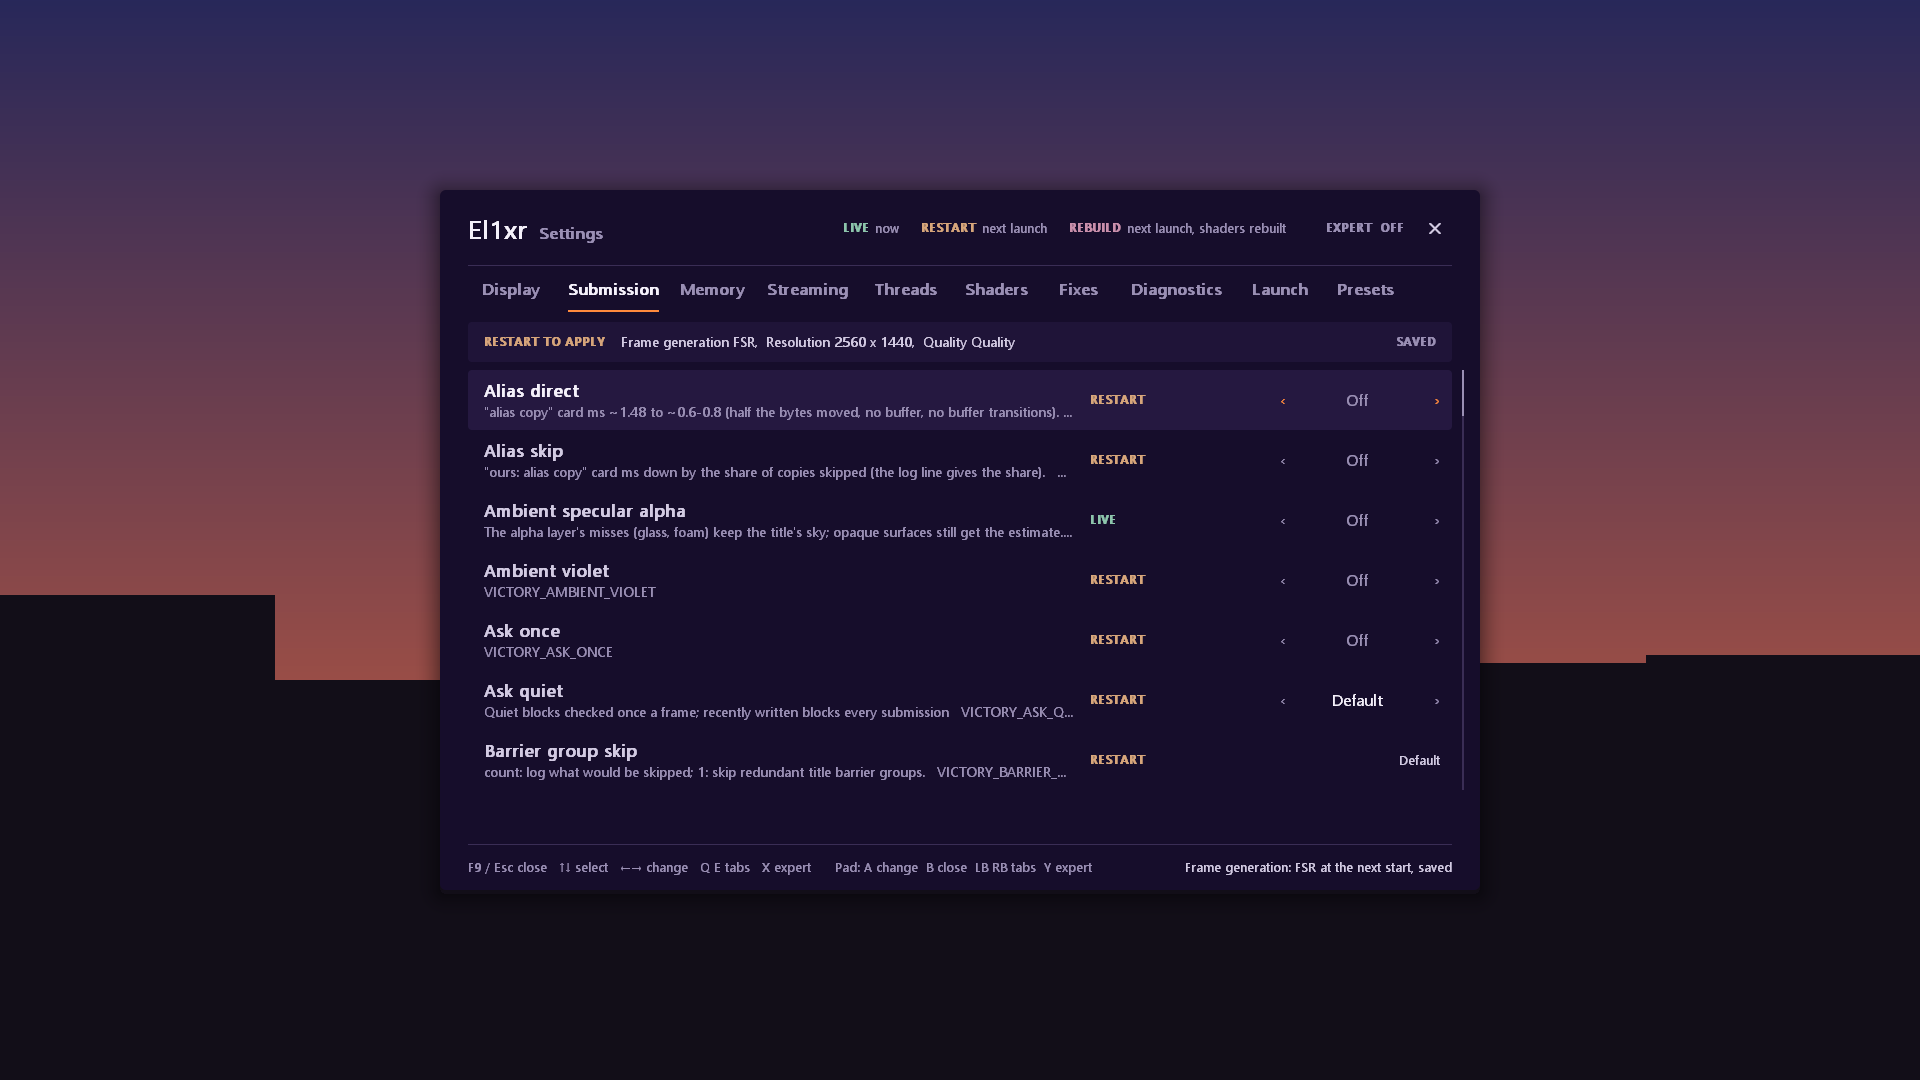 El1xr Settings LIVE now RESTART next launch REBUILD next launch, shaders rebuilt EXPERT OFF ✕
Display Submission Memory Streaming Threads Shaders Fixes Diagnostics Launch Presets
RESTART TO APPLY Frame generation FSR, Resolution 2560 x 1440, Quality Quality SAVED
Alias direct
"alias copy" card ms ~1.48 to ~0.6-0.8 (half the bytes moved, no buffer, no buffer transitions). ...
RESTART ‹ Off ›
Alias skip
"ours: alias copy" card ms down by the share of copies skipped (the log line gives the share). ...
RESTART ‹ Off ›
Ambient specular alpha
The alpha layer's misses (glass, foam) keep the title's sky; opaque surfaces still get the estimate....
LIVE ‹ Off ›
Ambient violet
VICTORY_AMBIENT_VIOLET
RESTART ‹ Off ›
Ask once
VICTORY_ASK_ONCE
RESTART ‹ Off ›
Ask quiet
Quiet blocks checked once a frame; recently written blocks every submission VICTORY_ASK_Q...
RESTART ‹ Default ›
Barrier group skip
count: log what would be skipped; 1: skip redundant title barrier groups. VICTORY_BARRIER_...
RESTART Default
F9 / Esc close ↑↓ select ←→ change Q E tabs X expert Pad: A change B close LB RB tabs Y expert Frame generation: FSR at the next start, saved